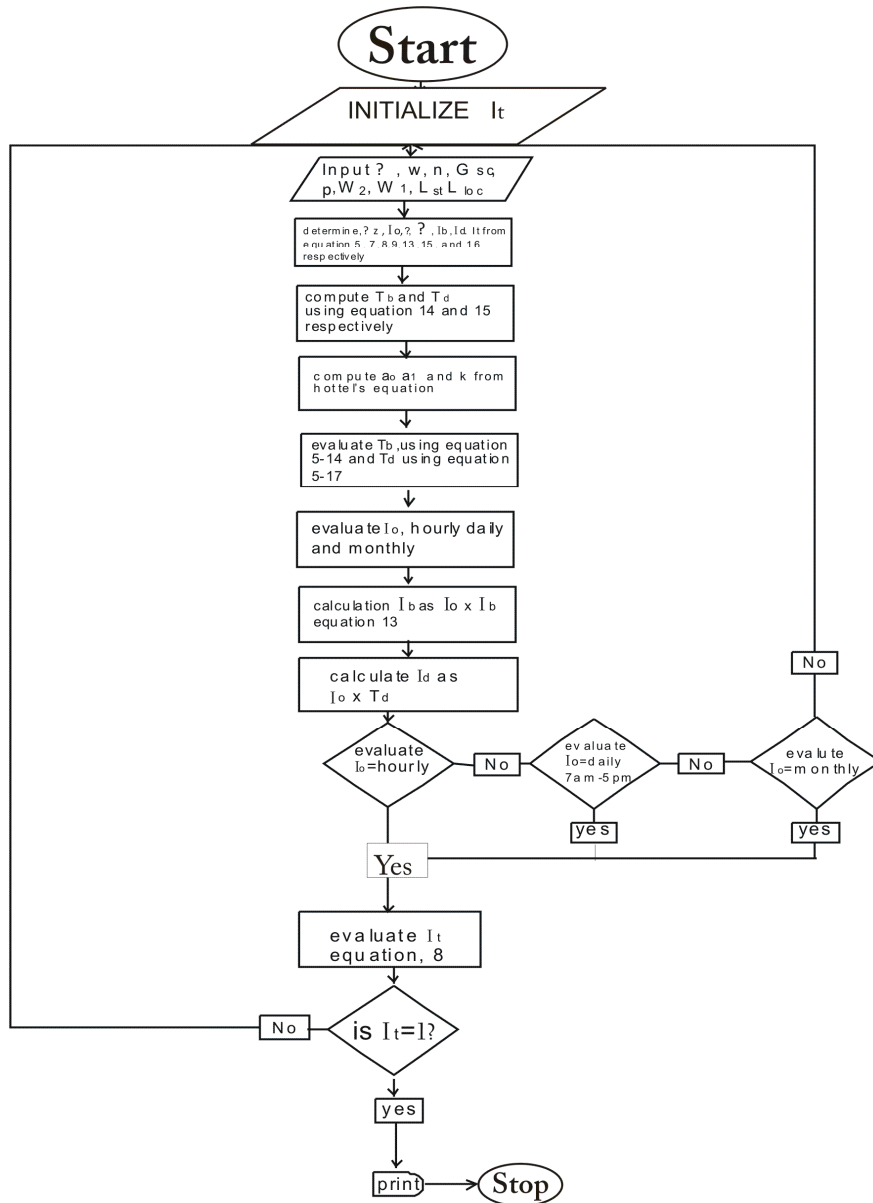 Start
INITIALIZE It
Input ? , w, n, G sc,
p, W 2, W 1, L st L loc
determine, ? z, Io, ?, ?, Ib, Id. It from
equation 5, 7,8,9,13,15, and 16
respectively
compute Tb and Td
using equation 14 and 15
respectively
compute ao a1 and k from
hottel's equation
evaluate Tb, using equation
5-14 and Td using equation
5-17
evaluate Io, hourly daily
and monthly
calculation Ib as Io x Ib
equation 13
calculate Id as
Io x Td
No
evaluate
Io=hourly
No
evaluate
Io=daily
7am-5pm
No
evalute
Io=monthly
yes
yes
Yes
evaluate It
equation, 8
is It=I?
No
yes
print
Stop